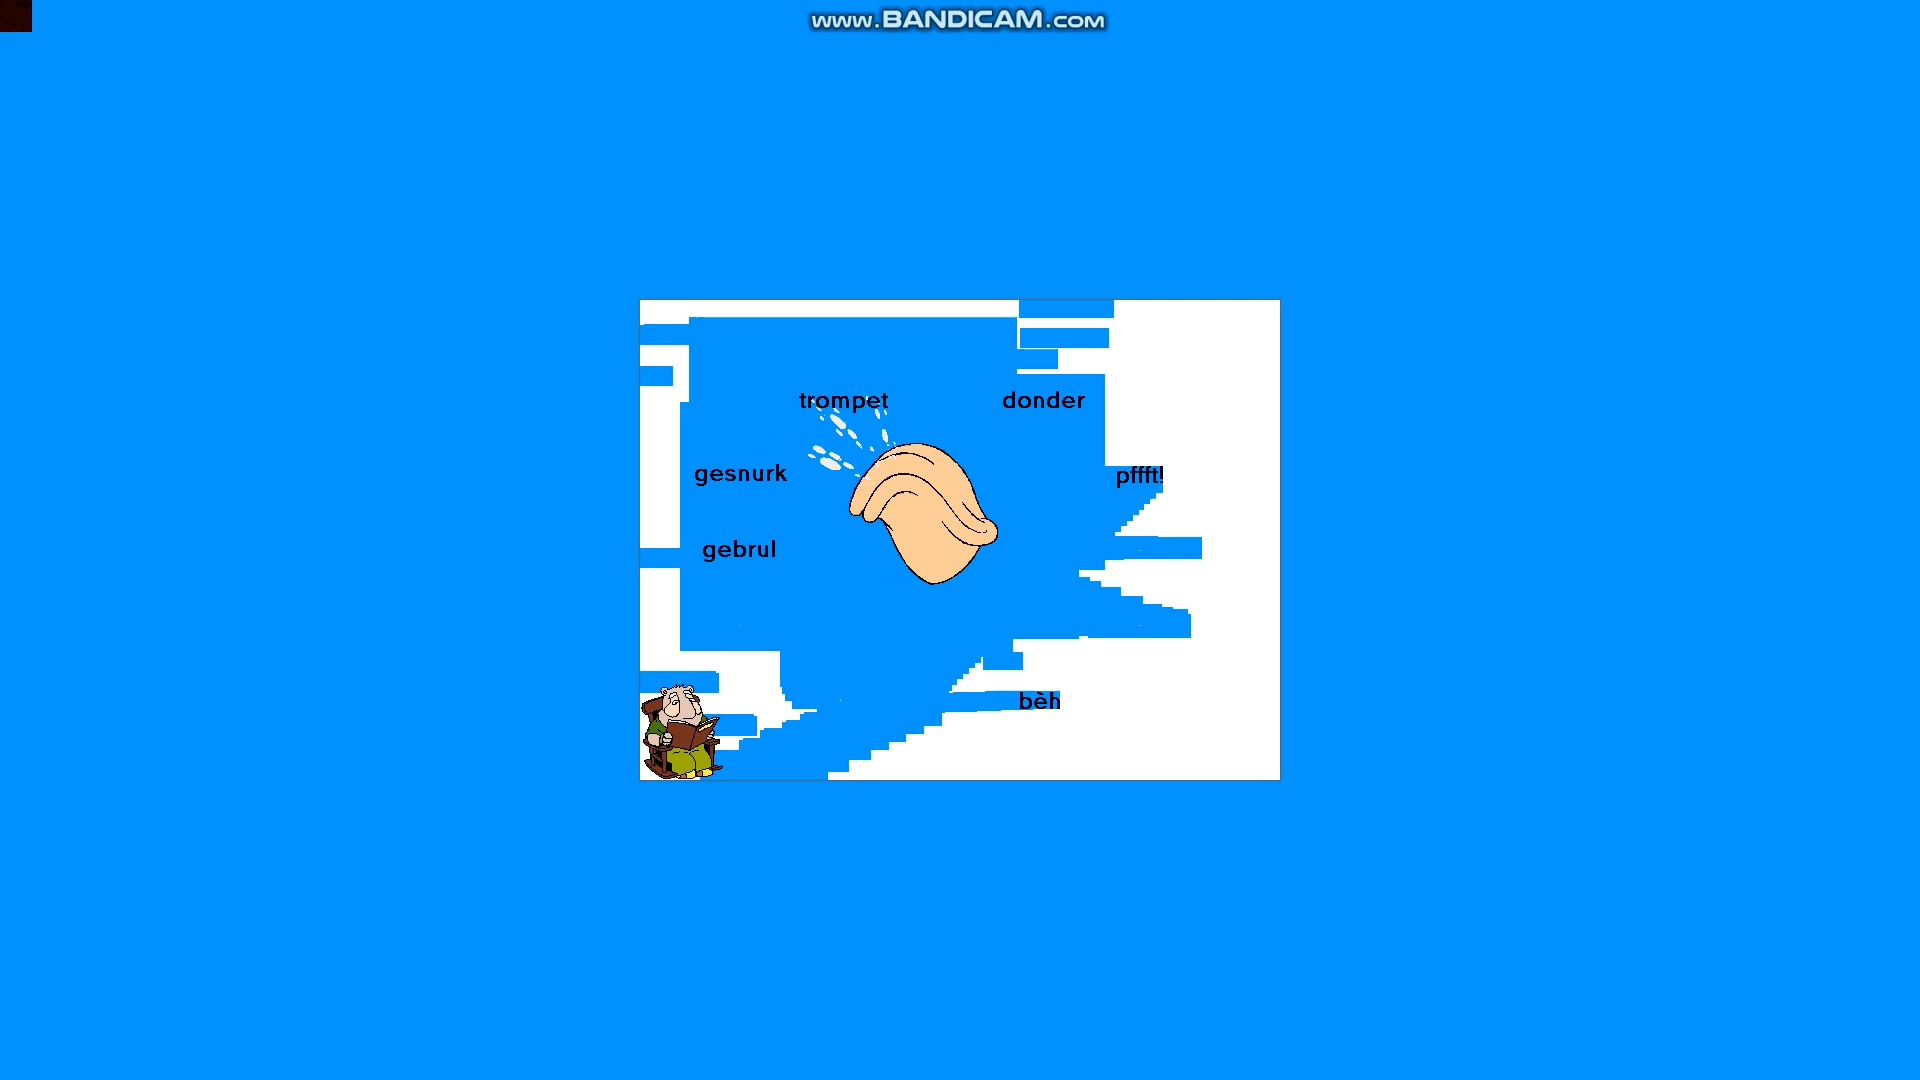 www.BANDICAM.com
trompet
donder
gesnurk
pffft!
gebrul
bèh